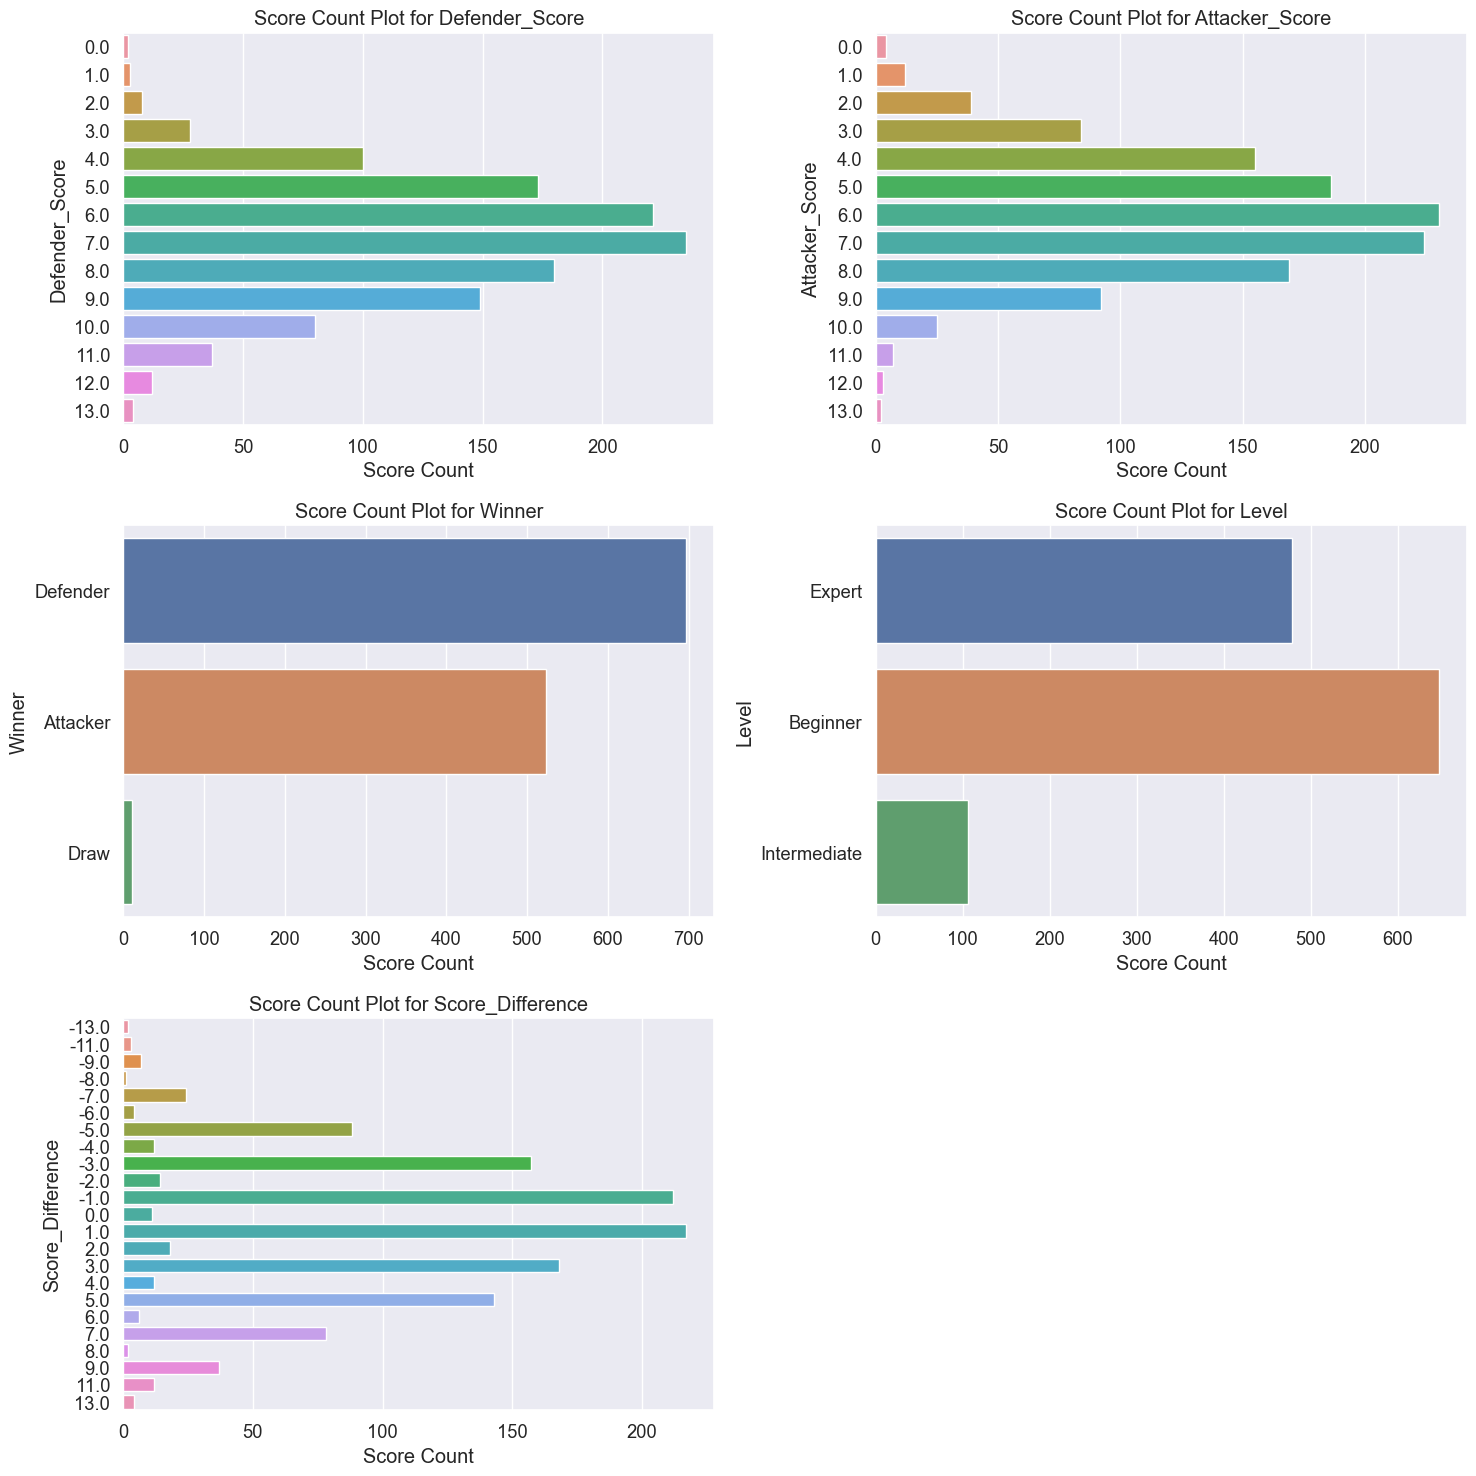 Score Count Plot for Defender_Score
Defender_Score
0.0
1.0
2.0
3.0
4.0
5.0
6.0
7.0
8.0
9.0
10.0
11.0
12.0
13.0
0 50 100 150 200
Score Count
Score Count Plot for Attacker_Score
Attacker_Score
0.0
1.0
2.0
3.0
4.0
5.0
6.0
7.0
8.0
9.0
10.0
11.0
12.0
13.0
0 50 100 150 200
Score Count
Score Count Plot for Winner
Winner
Defender
Attacker
Draw
0 100 200 300 400 500 600 700
Score Count
Score Count Plot for Level
Level
Expert
Beginner
Intermediate
0 100 200 300 400 500 600
Score Count
Score Count Plot for Score_Difference
Score_Difference
-13.0
-11.0
-9.0
-8.0
-7.0
-6.0
-5.0
-4.0
-3.0
-2.0
-1.0
0.0
1.0
2.0
3.0
4.0
5.0
6.0
7.0
8.0
9.0
11.0
13.0
0 50 100 150 200
Score Count